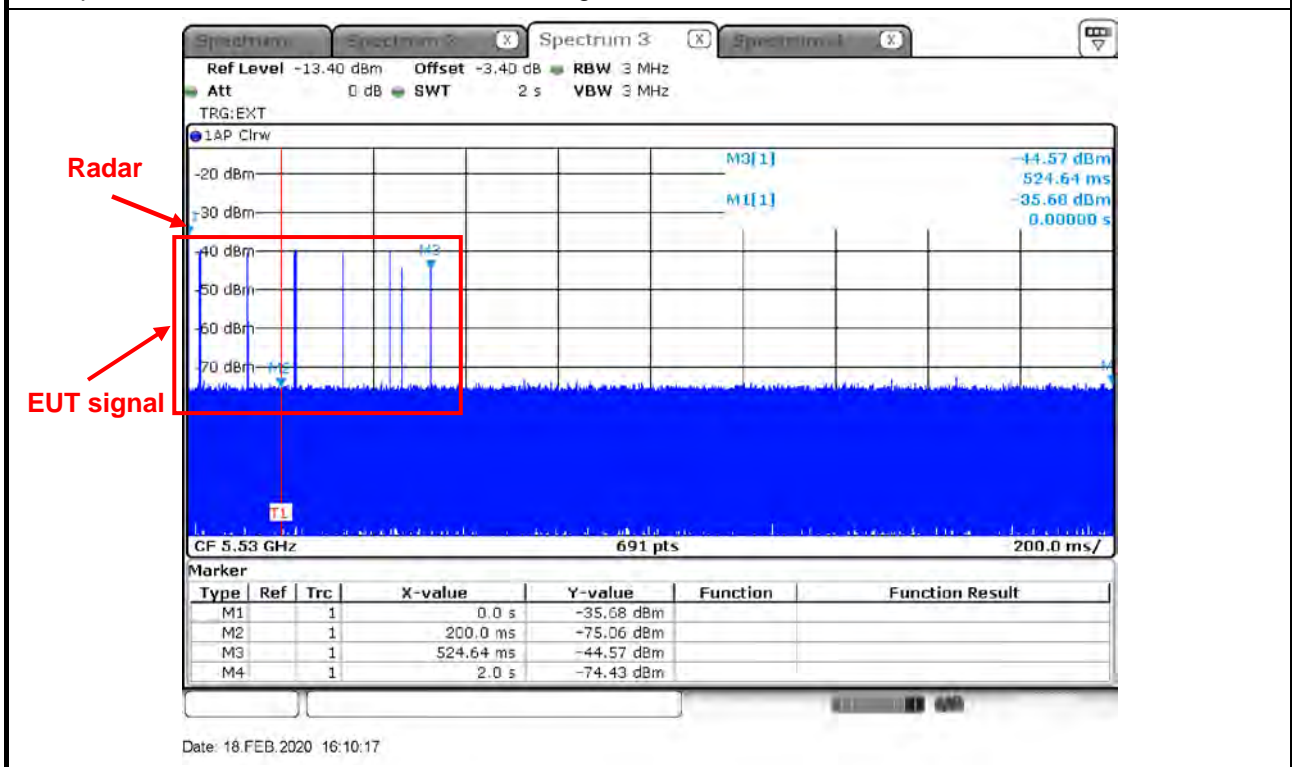 Spectrum 3
Ref Level -13.40 dBm Offset -3.40 dB RBW 3 MHz
Att 0 dB SWT 2 s VBW 3 MHz
TRG:EXT
1AP Clrw
Radar
EUT signal
M3[1] -44.57 dBm
524.64 ms
M1[1] -35.68 dBm
0.00000 s
-20 dBm
-30 dBm
-40 dBm
M3
-50 dBm
-60 dBm
-70 dBm
M2
T1
CF 5.53 GHz 691 pts 200.0 ms/
Marker
Type Ref Trc X-value Y-value Function Function Result
M1 1 0.0 s -35.68 dBm
M2 1 200.0 ms -75.06 dBm
M3 1 524.64 ms -44.57 dBm
M4 1 2.0 s -74.43 dBm
Date: 18.FEB.2020 16:10:17